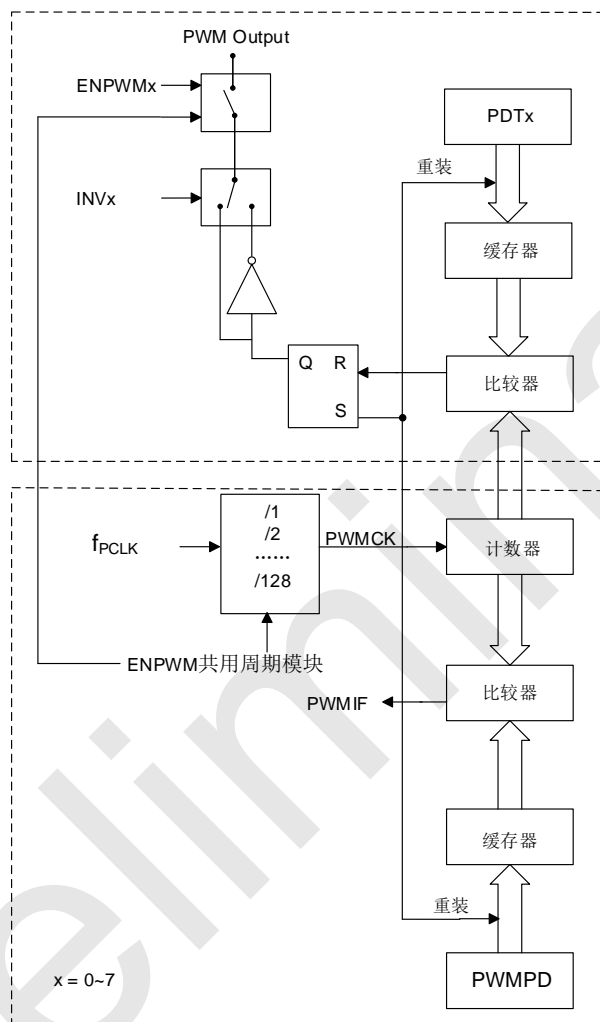 PWM Output
ENPWMx
PDTx
重装
INVx
缓存器
Q R
S
比较器
/1
/2
......
/128
fPCLK
PWMCK
计数器
ENPWM共用周期模块
PWMIF
比较器
缓存器
重装
x = 0~7
PWMPD
elimina